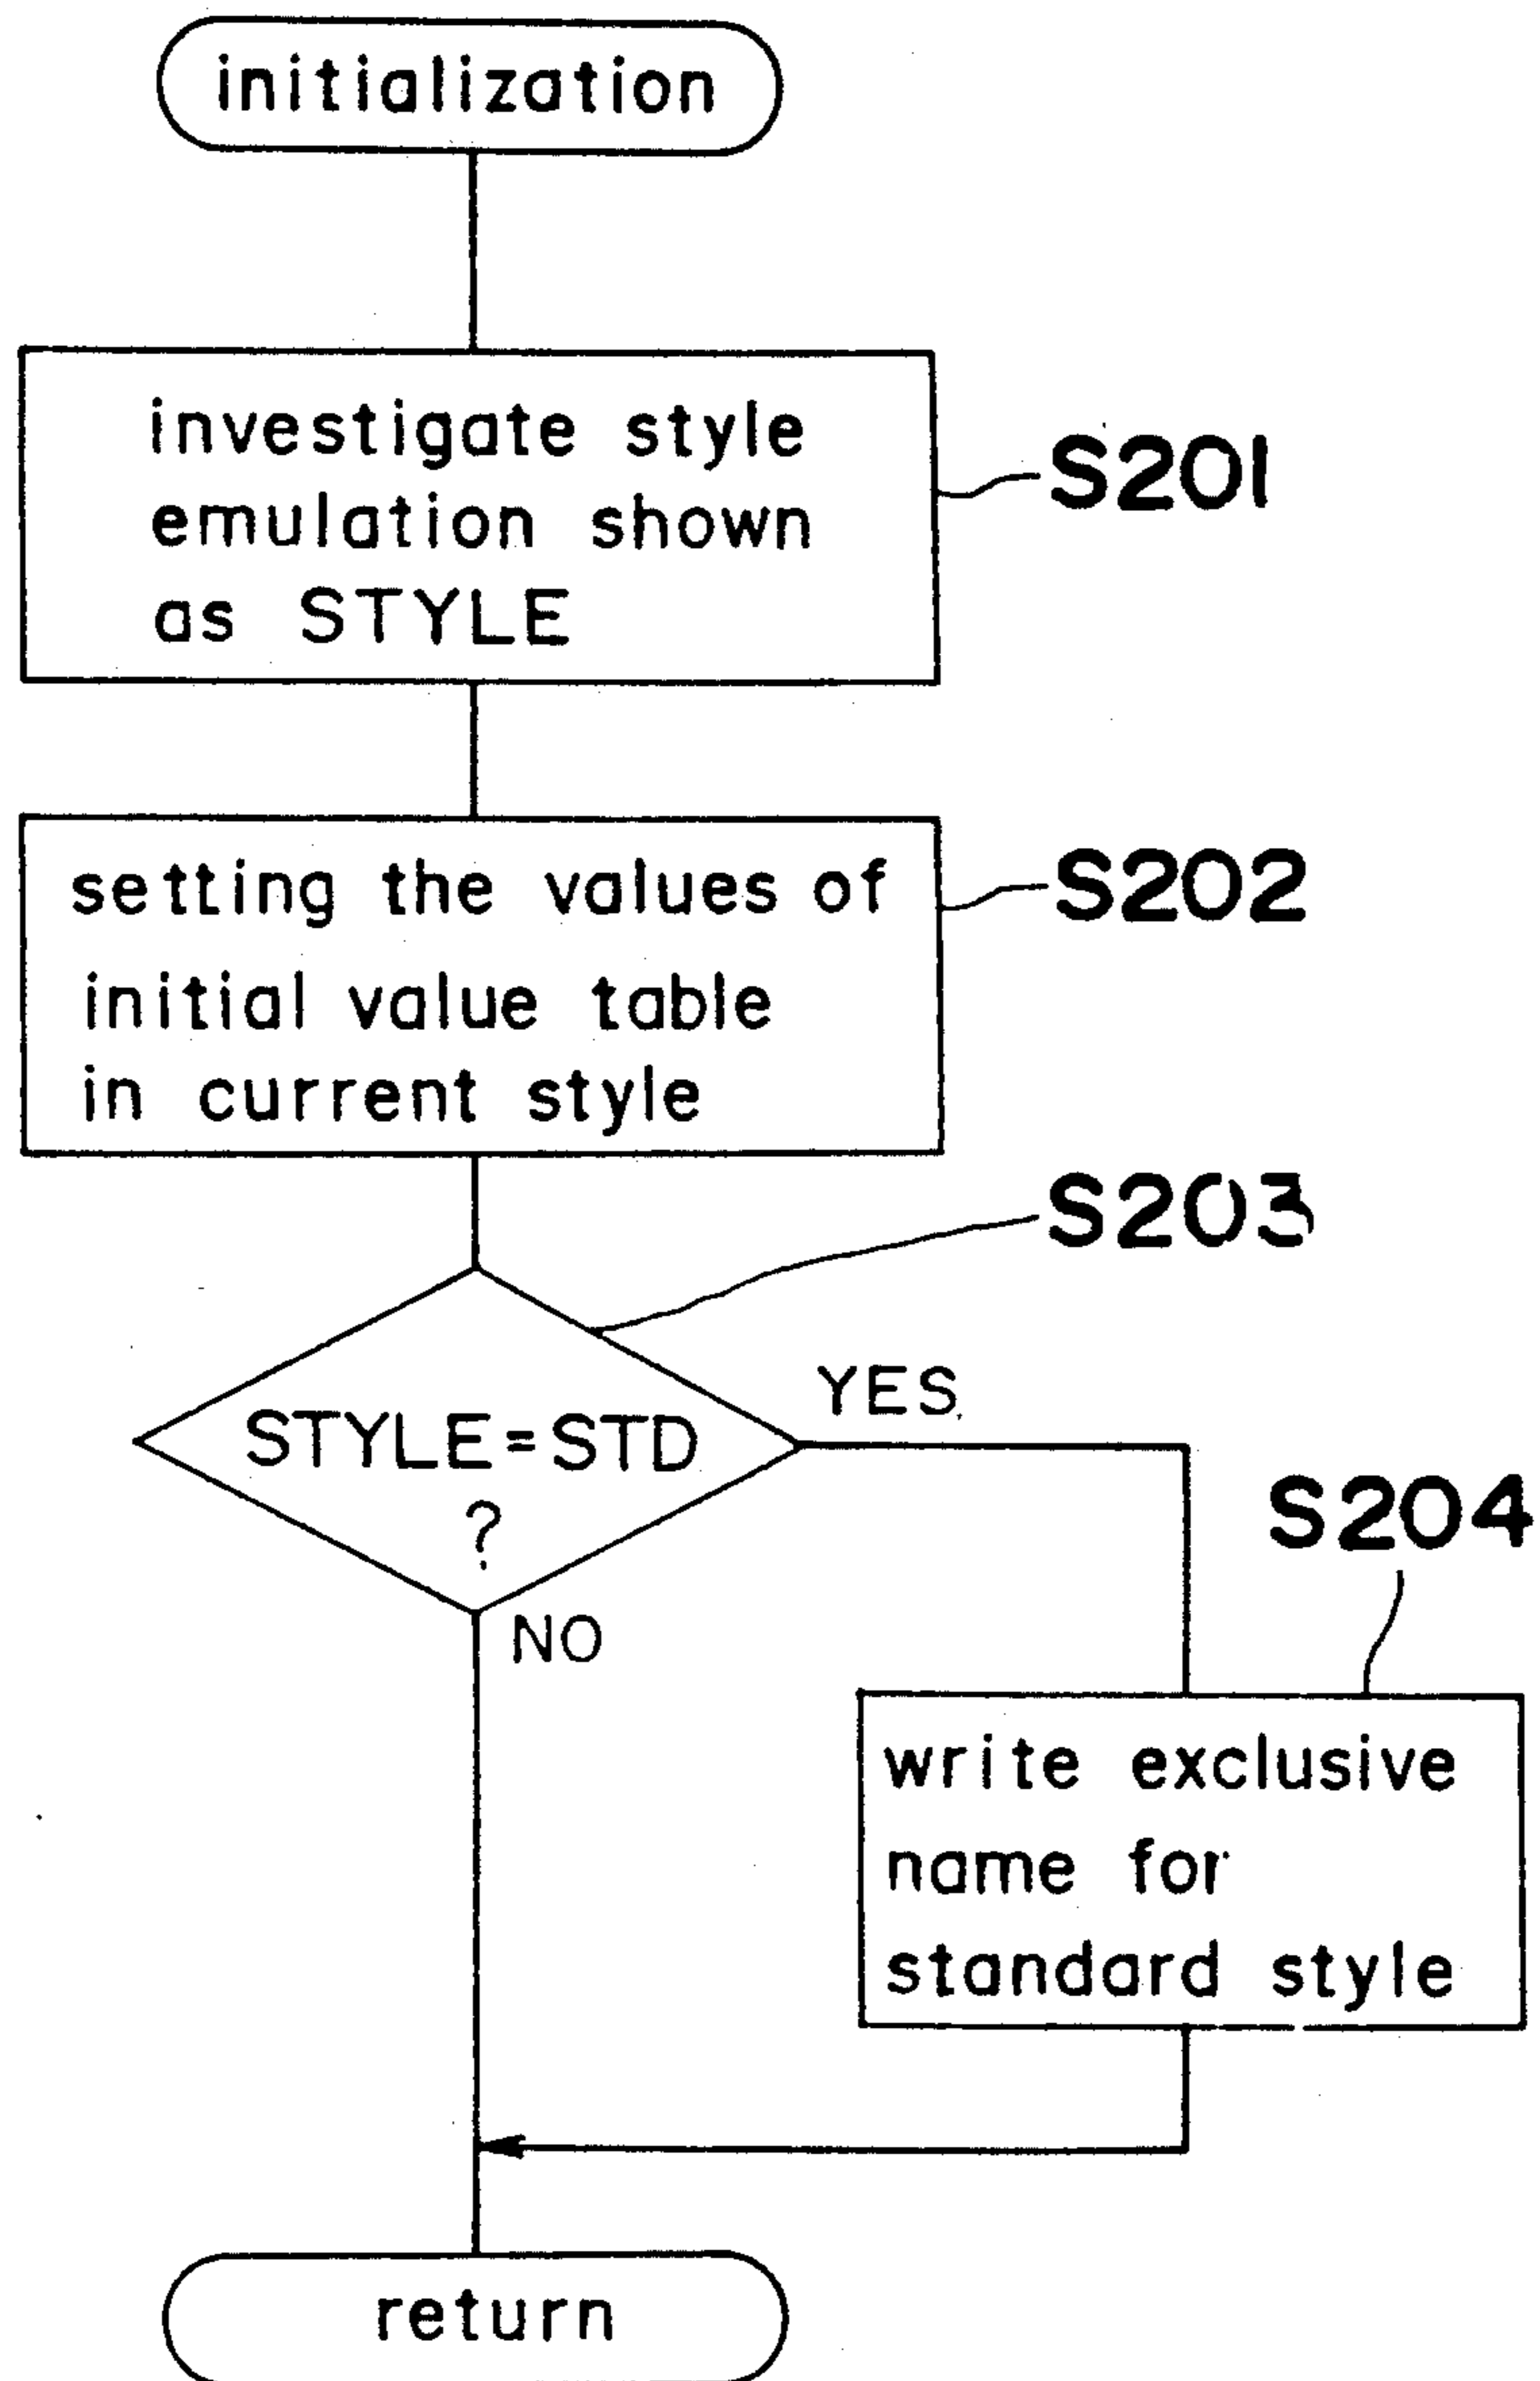 initialization
investigate style
emulation shown
as STYLE
S201
setting the values of
initial value table
in current style
S202
S203
STYLE=STD
?
YES
NO
S204
write exclusive
name for
standard style
return